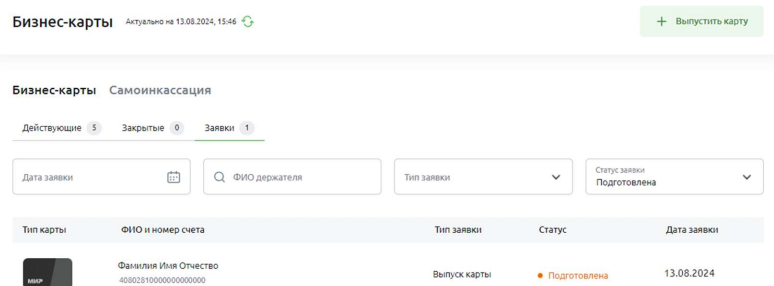 Бизнес-карты Актуально на 13.08.2024, 15:46
+ Выпустить карту
Бизнес-карты Самоинкассация
Действующие 5 Закрытые 0 Заявки 1
Дата заявки
ФИО держателя
Тип заявки
Статус заявки
Подготовлена
Тип карты ФИО и номер счета Тип заявки Статус Дата заявки
МИР
Фамилия Имя Отчество
40802810000000000000
Выпуск карты
Подготовлена
13.08.2024